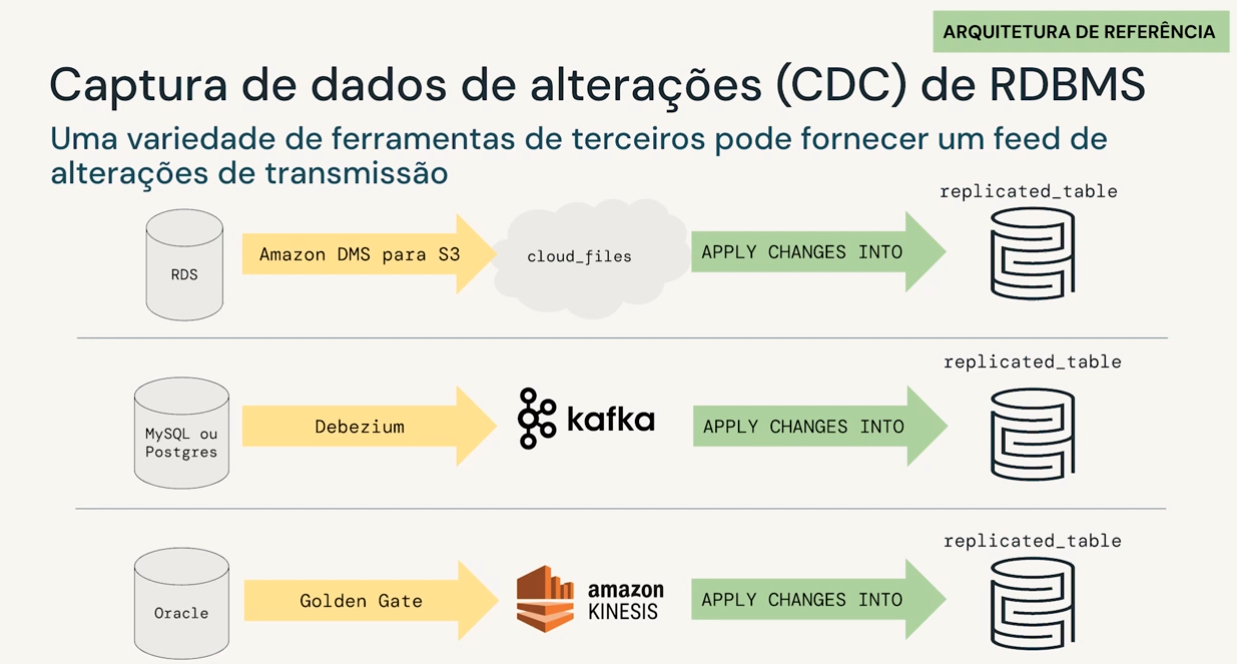 ARQUITETURA DE REFERÊNCIA
Captura de dados de alterações (CDC) de RDBMS
Uma variedade de ferramentas de terceiros pode fornecer um feed de
alterações de transmissão
replicated_table
RDS
Amazon DMS para S3
cloud_files
APPLY CHANGES INTO
replicated_table
MySQL ou
Postgres
Debezium
kafka
APPLY CHANGES INTO
replicated_table
Oracle
Golden Gate
amazon
KINESIS
APPLY CHANGES INTO